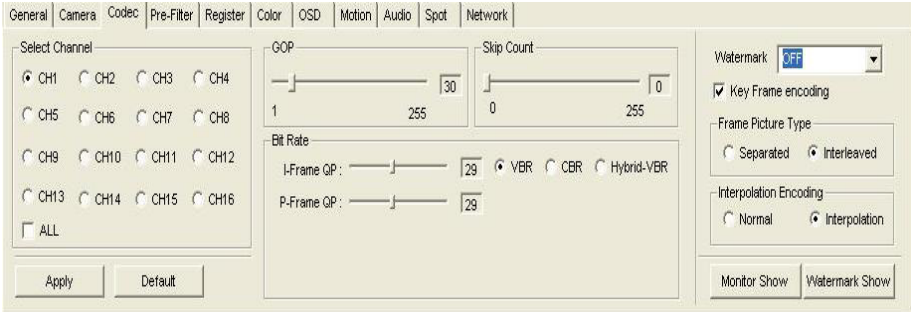 General Camera Codec Pre-Filter Register Color OSD Motion Audio Spot Network
Select Channel
CH1 CH2 CH3 CH4
CH5 CH6 CH7 CH8
CH9 CH10 CH11 CH12
CH13 CH14 CH15 CH16
ALL
Apply Default
GOP
30
1 255
Skip Count
0
0 255
Bit Rate
I-Frame QP : 29 VBR CBR Hybrid-VBR
P-Frame QP : 29
Watermark OFF
Key Frame encoding
Frame Picture Type
Separated Interleaved
Interpolation Encoding
Normal Interpolation
Monitor Show Watermark Show